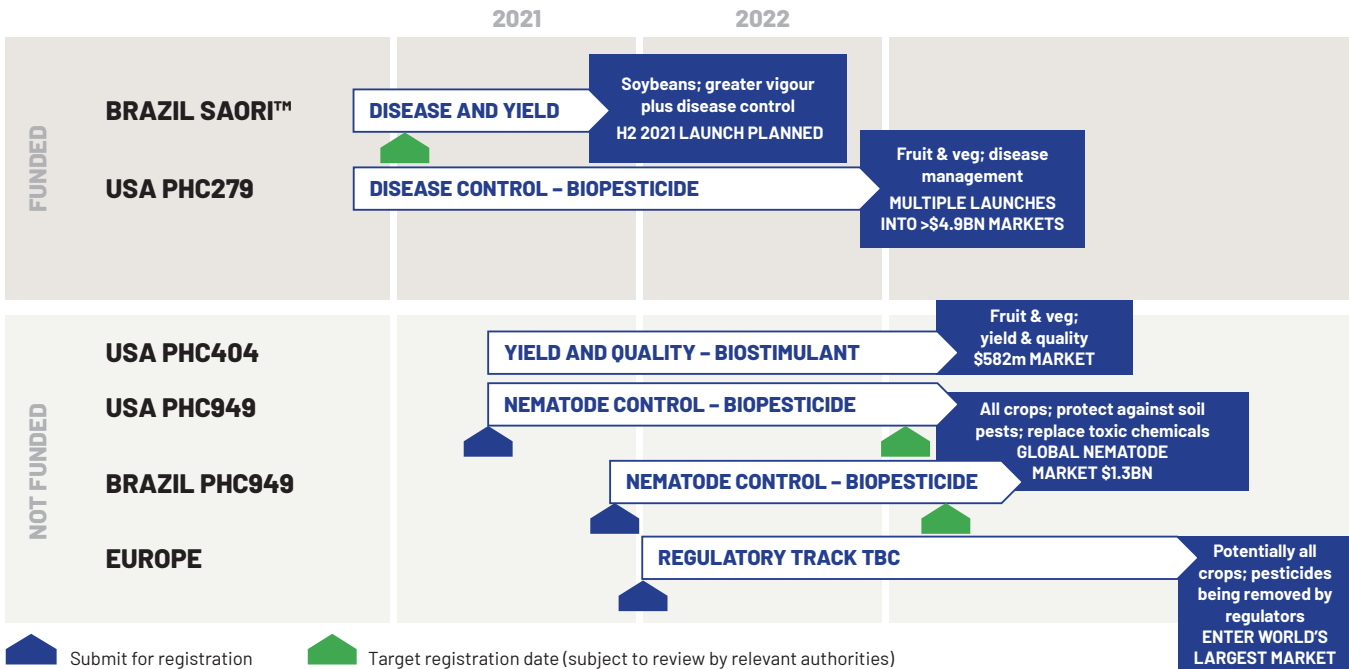 2021
2022
FUNDED
BRAZIL SAORI™
DISEASE AND YIELD
Soybeans; greater vigour
plus disease control
H2 2021 LAUNCH PLANNED
USA PHC279
DISEASE CONTROL – BIOPESTICIDE
Fruit & veg; disease
management
MULTIPLE LAUNCHES
INTO >$4.9BN MARKETS
NOT FUNDED
USA PHC404
YIELD AND QUALITY – BIOSTIMULANT
Fruit & veg;
yield & quality
$582m MARKET
USA PHC949
NEMATODE CONTROL – BIOPESTICIDE
All crops; protect against soil
pests; replace toxic chemicals
GLOBAL NEMATODE
MARKET $1.3BN
BRAZIL PHC949
NEMATODE CONTROL – BIOPESTICIDE
EUROPE
REGULATORY TRACK TBC
Potentially all
crops; pesticides
being removed by
regulators
ENTER WORLD'S
LARGEST MARKET
Submit for registration
Target registration date (subject to review by relevant authorities)